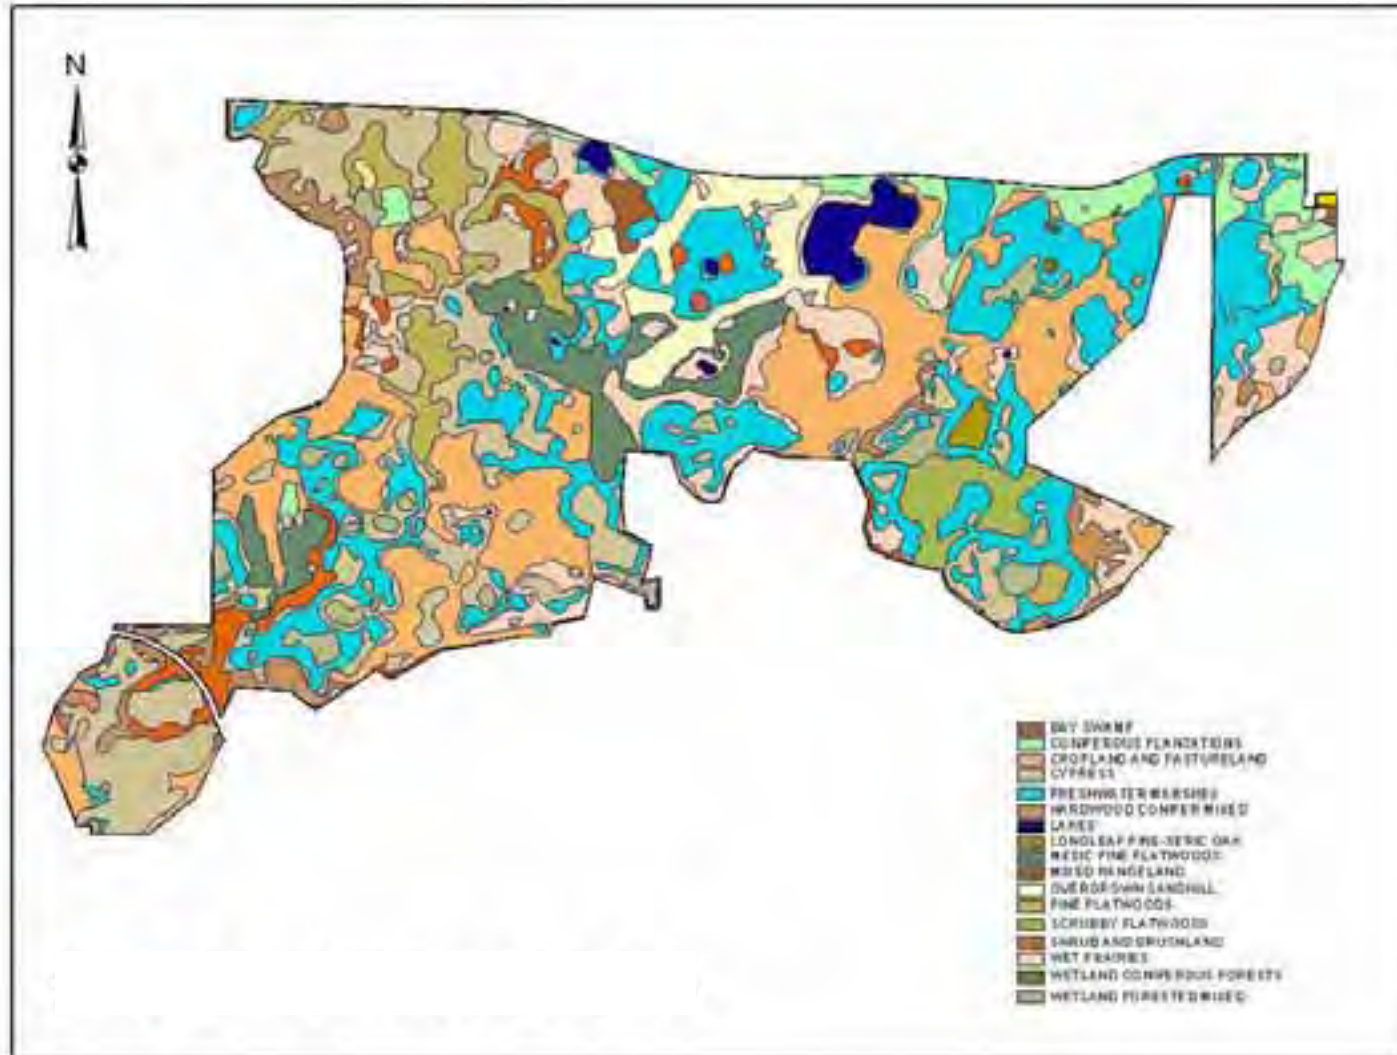 N
BAY SWAMP
CONIFEROUS PLANTATIONS
CROPLAND AND PASTURELAND
CYPRESS
FRESHWATER MARSHES
HARDWOOD CONIFER MIXED
LAKES
LONGLEAF PINE-XERIC OAK
MESIC PINE FLATWOODS
MIXED RANGELAND
OVERGROWN SANDHILL
PINE FLATWOODS
SCRUBBY FLATWOODS
SHRUB AND BRUSHLAND
WET PRAIRIES
WETLAND CONIFEROUS FORESTS
WETLAND FORESTED MIXED